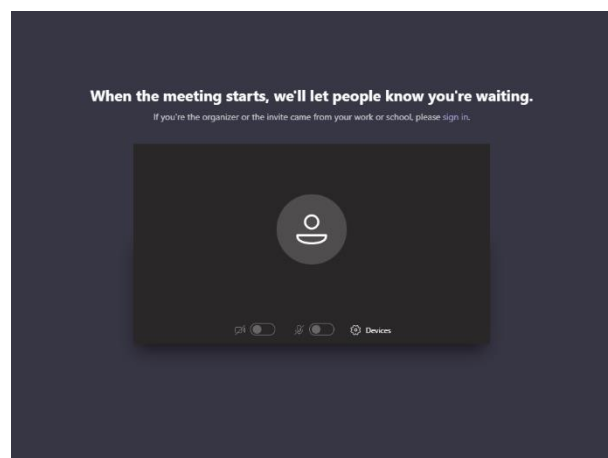 When the meeting starts, we'll let people know you're waiting.
If you're the organizer or the invite came from your work or school, please sign in.
Devices